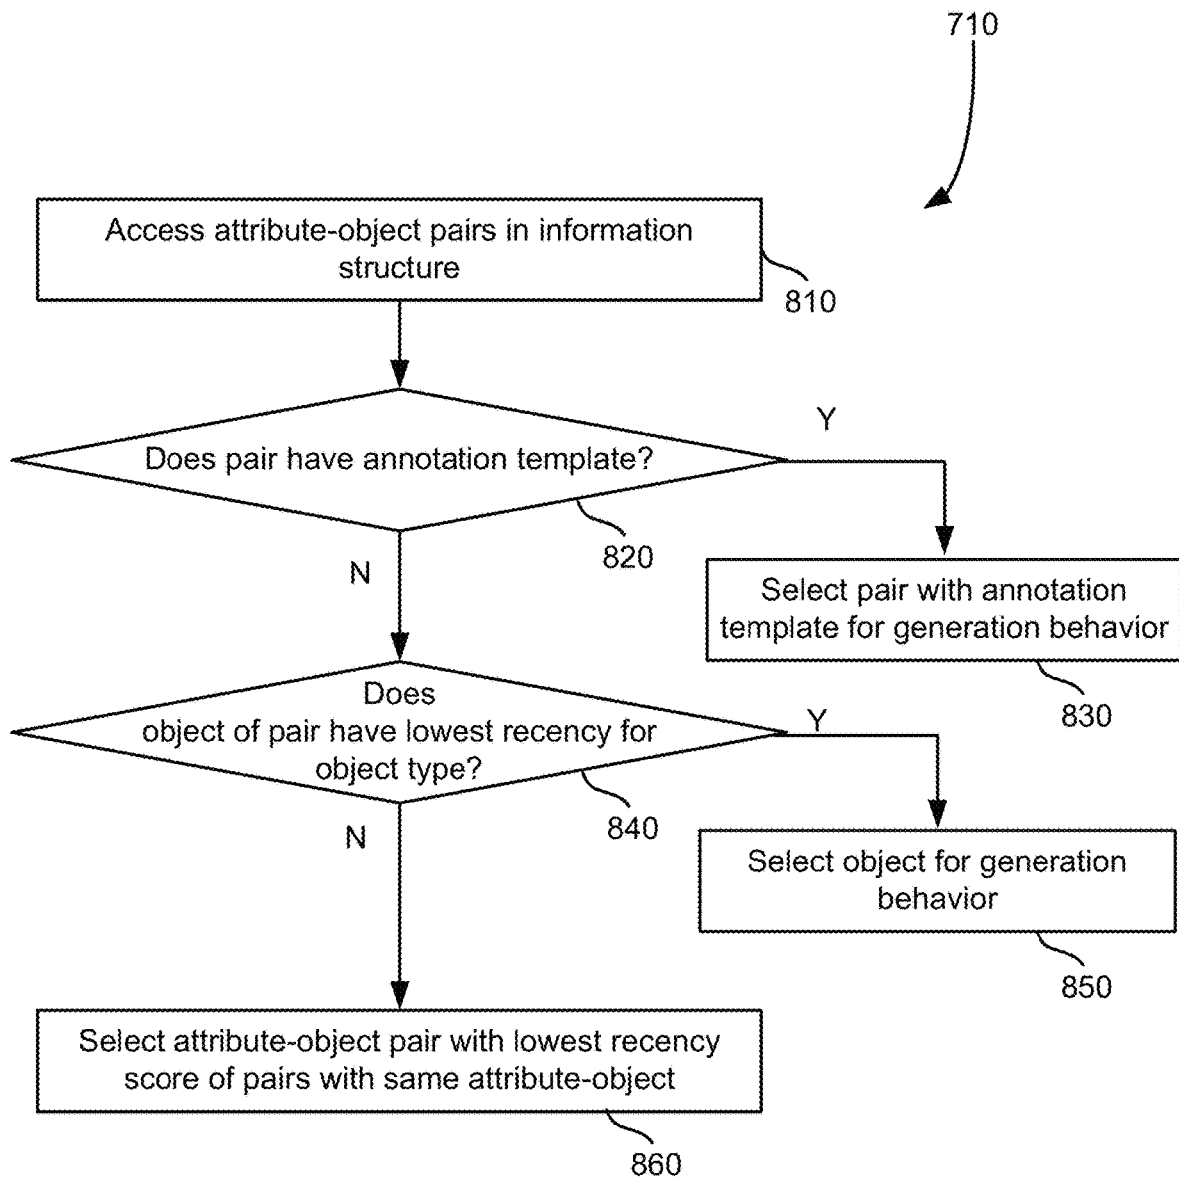 710
Access attribute-object pairs in information
structure
810
Y
Does pair have annotation template?
820
N
Select pair with annotation
template for generation behavior
830
Does
object of pair have lowest recency for
object type?
Y
840
N
Select object for generation
behavior
850
Select attribute-object pair with lowest recency
score of pairs with same attribute-object
860